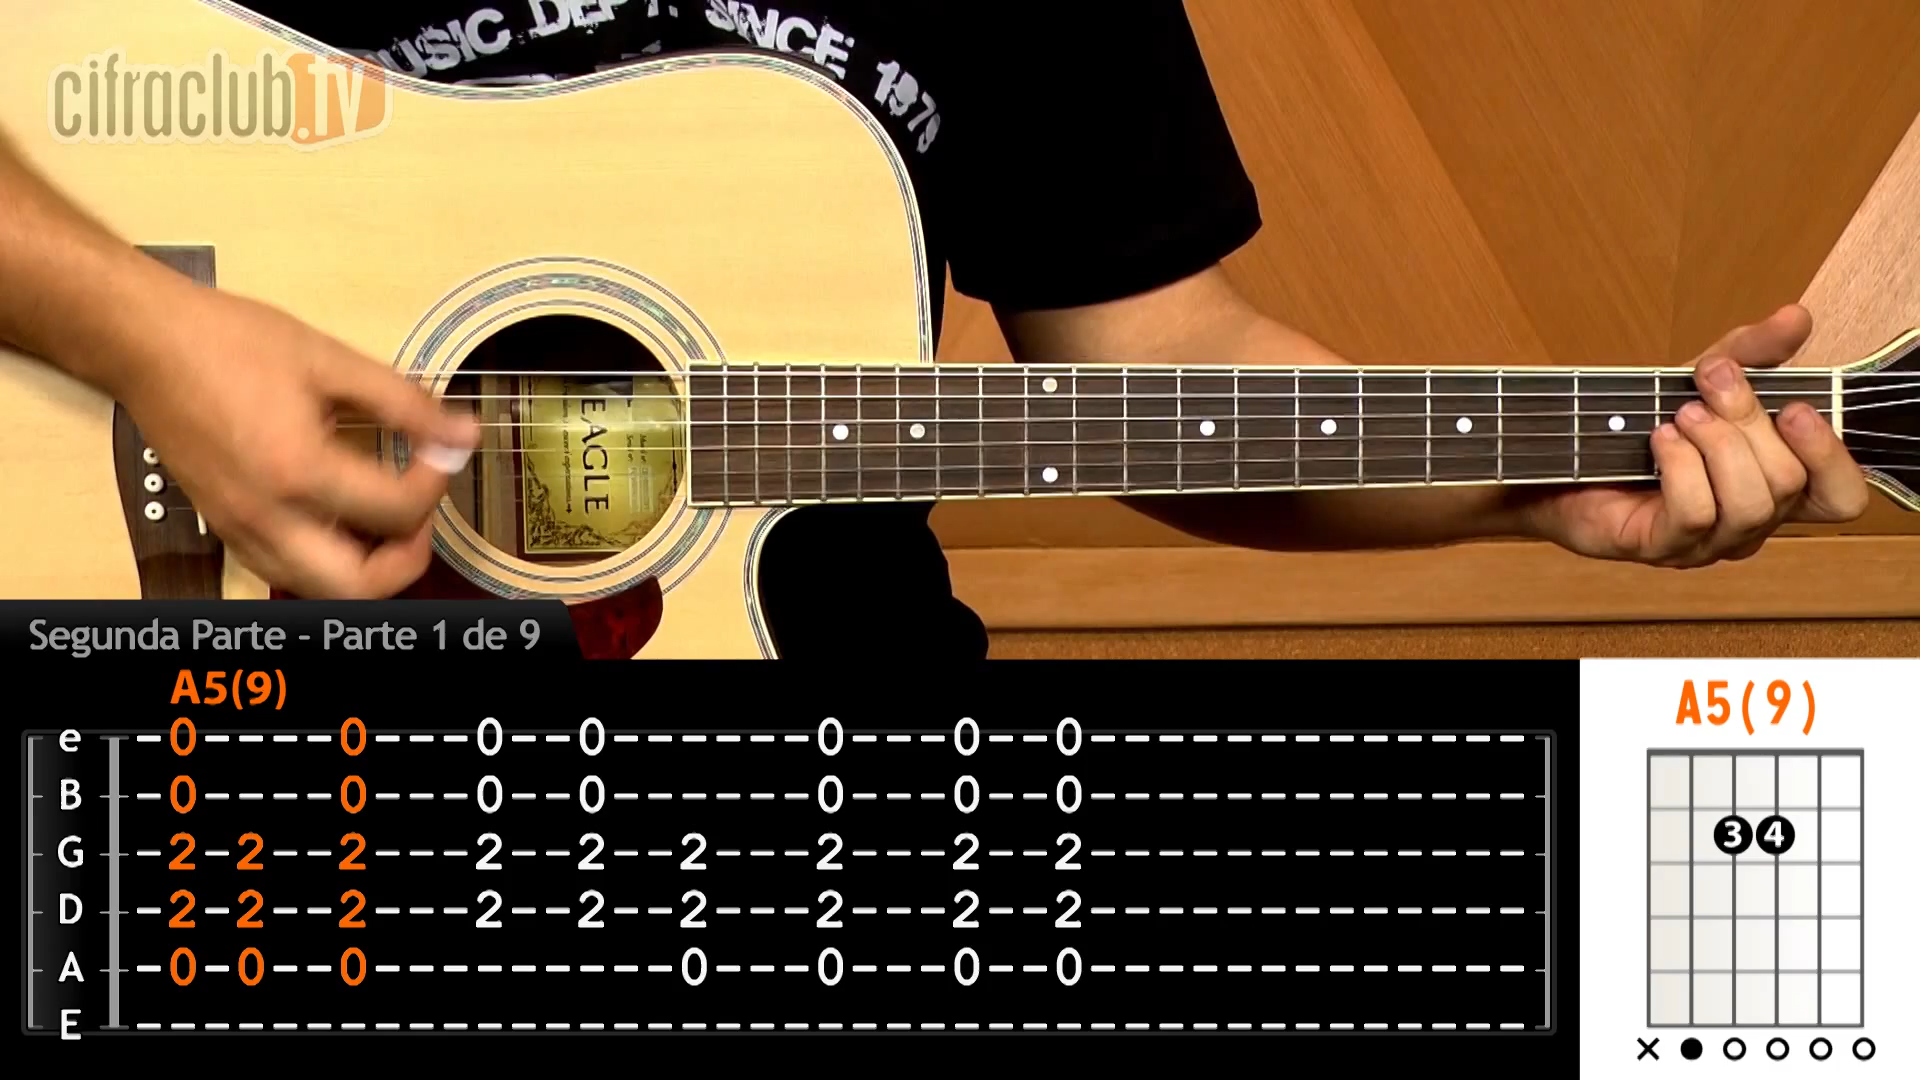 MUSIC DEPT. SINCE 1979
cifraclub.tv
EAGLE
Segunda Parte - Parte 1 de 9
A5(9)
A5(9)
e -0----0---0--0------0---0--0-------------
B -0----0---0--0------0---0--0-------------
G -2-2--2---2--2--2---2---2--2-------------
D -2-2--2---2--2--2---2---2--2-------------
A -0-0--0---------0---0---0--0-------------
E -----------------------------------------
3 4
X ● O O O O